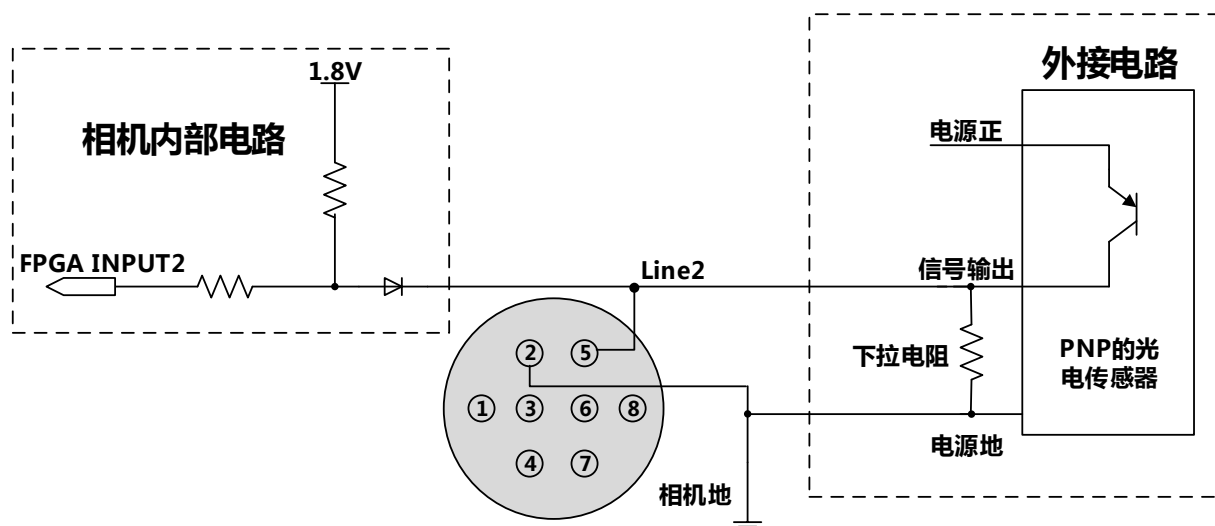 外接电路
1.8V
相机内部电路
电源正
FPGA INPUT2
Line2
信号输出
2
5
下拉电阻
PNP的光
电传感器
1
3
6
8
电源地
4
7
相机地